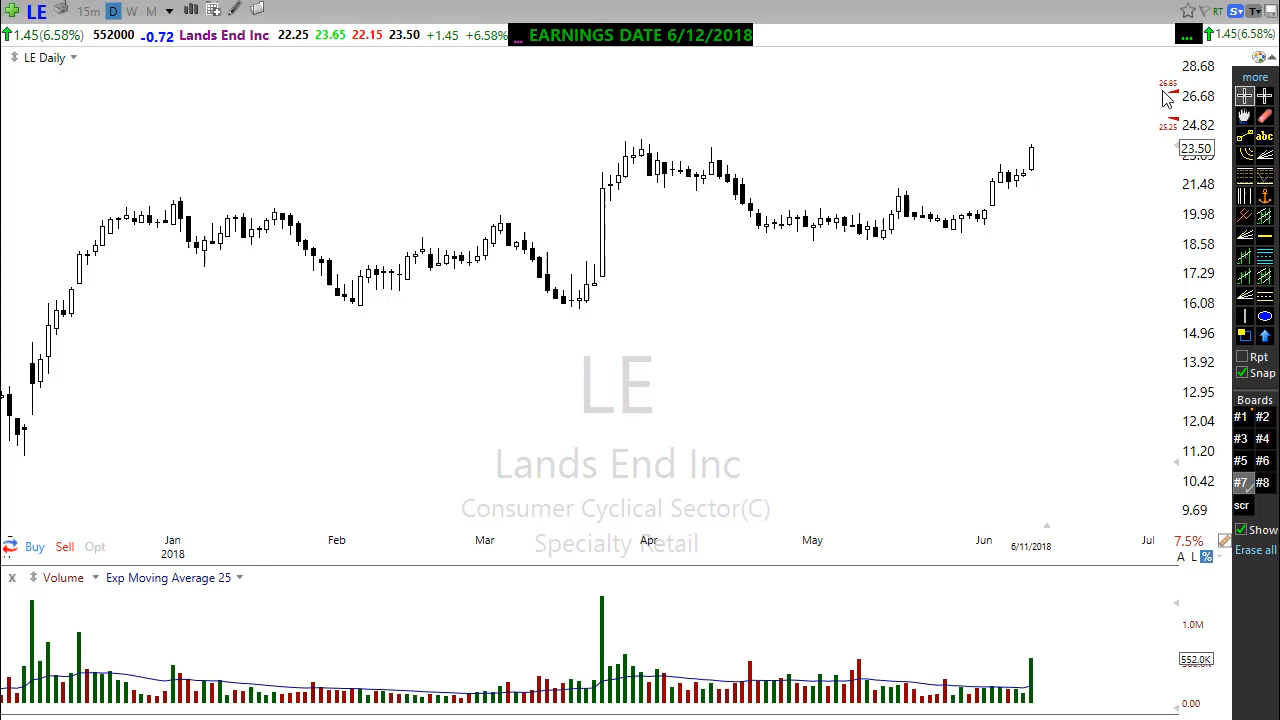 LE 15m D W M
1.45(6.58%) 552000 -0.72 Lands End Inc 22.25 23.65 22.15 23.50 +1.45 +6.58% ... EARNINGS DATE 6/12/2018 ... 1.45(6.58%)
RT S T
LE Daily
28.68
more
26.85
26.68
24.82
25.25
abc
23.50
21.48
19.98
18.58
17.29
16.08
14.96
Rpt
13.92
Snap
LE
12.95
Boards
#1 #2
12.04
#3 #4
11.20
Lands End Inc
#5 #6
10.42
#7 #8
Consumer Cyclical Sector(C)
9.69
scr
Show
Buy Sell Opt
Jan Feb Mar Apr May Jun Jul
2018
6/11/2018
7.5%
Specialty Retail
Erase all
A L %
x Volume Exp Moving Average 25
1.0M
552.0K
0.00